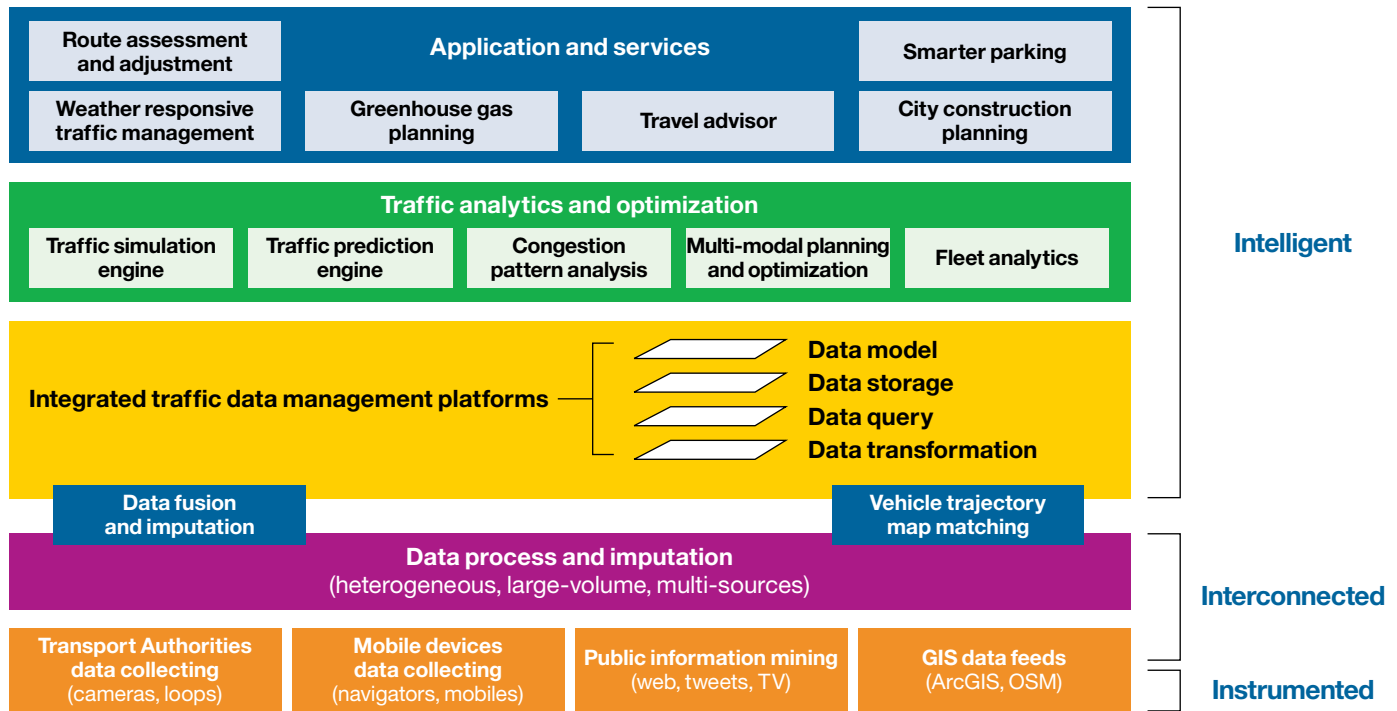 Application and services
Route assessment
and adjustment
Smarter parking
Weather responsive
traffic management
Greenhouse gas
planning
Travel advisor
City construction
planning
Traffic analytics and optimization
Traffic simulation
engine
Traffic prediction
engine
Congestion
pattern analysis
Multi-modal planning
and optimization
Fleet analytics
Intelligent
Integrated traffic data management platforms
Data model
Data storage
Data query
Data transformation
Data fusion
and imputation
Vehicle trajectory
map matching
Data process and imputation
(heterogeneous, large-volume, multi-sources)
Interconnected
Transport Authorities
data collecting
(cameras, loops)
Mobile devices
data collecting
(navigators, mobiles)
Public information mining
(web, tweets, TV)
GIS data feeds
(ArcGIS, OSM)
Instrumented